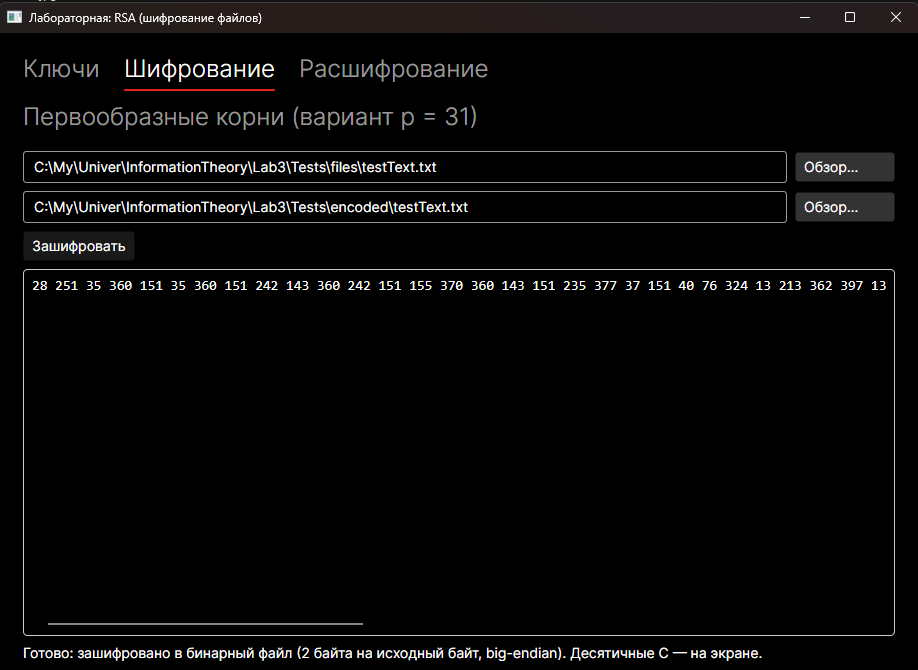 Лабораторная: RSA (шифрование файлов)
Ключи Шифрование Расшифрование
Первообразные корни (вариант p = 31)
C:\My\Univer\InformationTheory\Lab3\Tests\files\testText.txt Обзор...
C:\My\Univer\InformationTheory\Lab3\Tests\encoded\testText.txt Обзор...
Зашифровать
28 251 35 360 151 35 360 151 242 143 360 242 151 155 370 360 143 151 235 377 37 151 40 76 324 13 213 362 397 13
Готово: зашифровано в бинарный файл (2 байта на исходный байт, big-endian). Десятичные C — на экране.